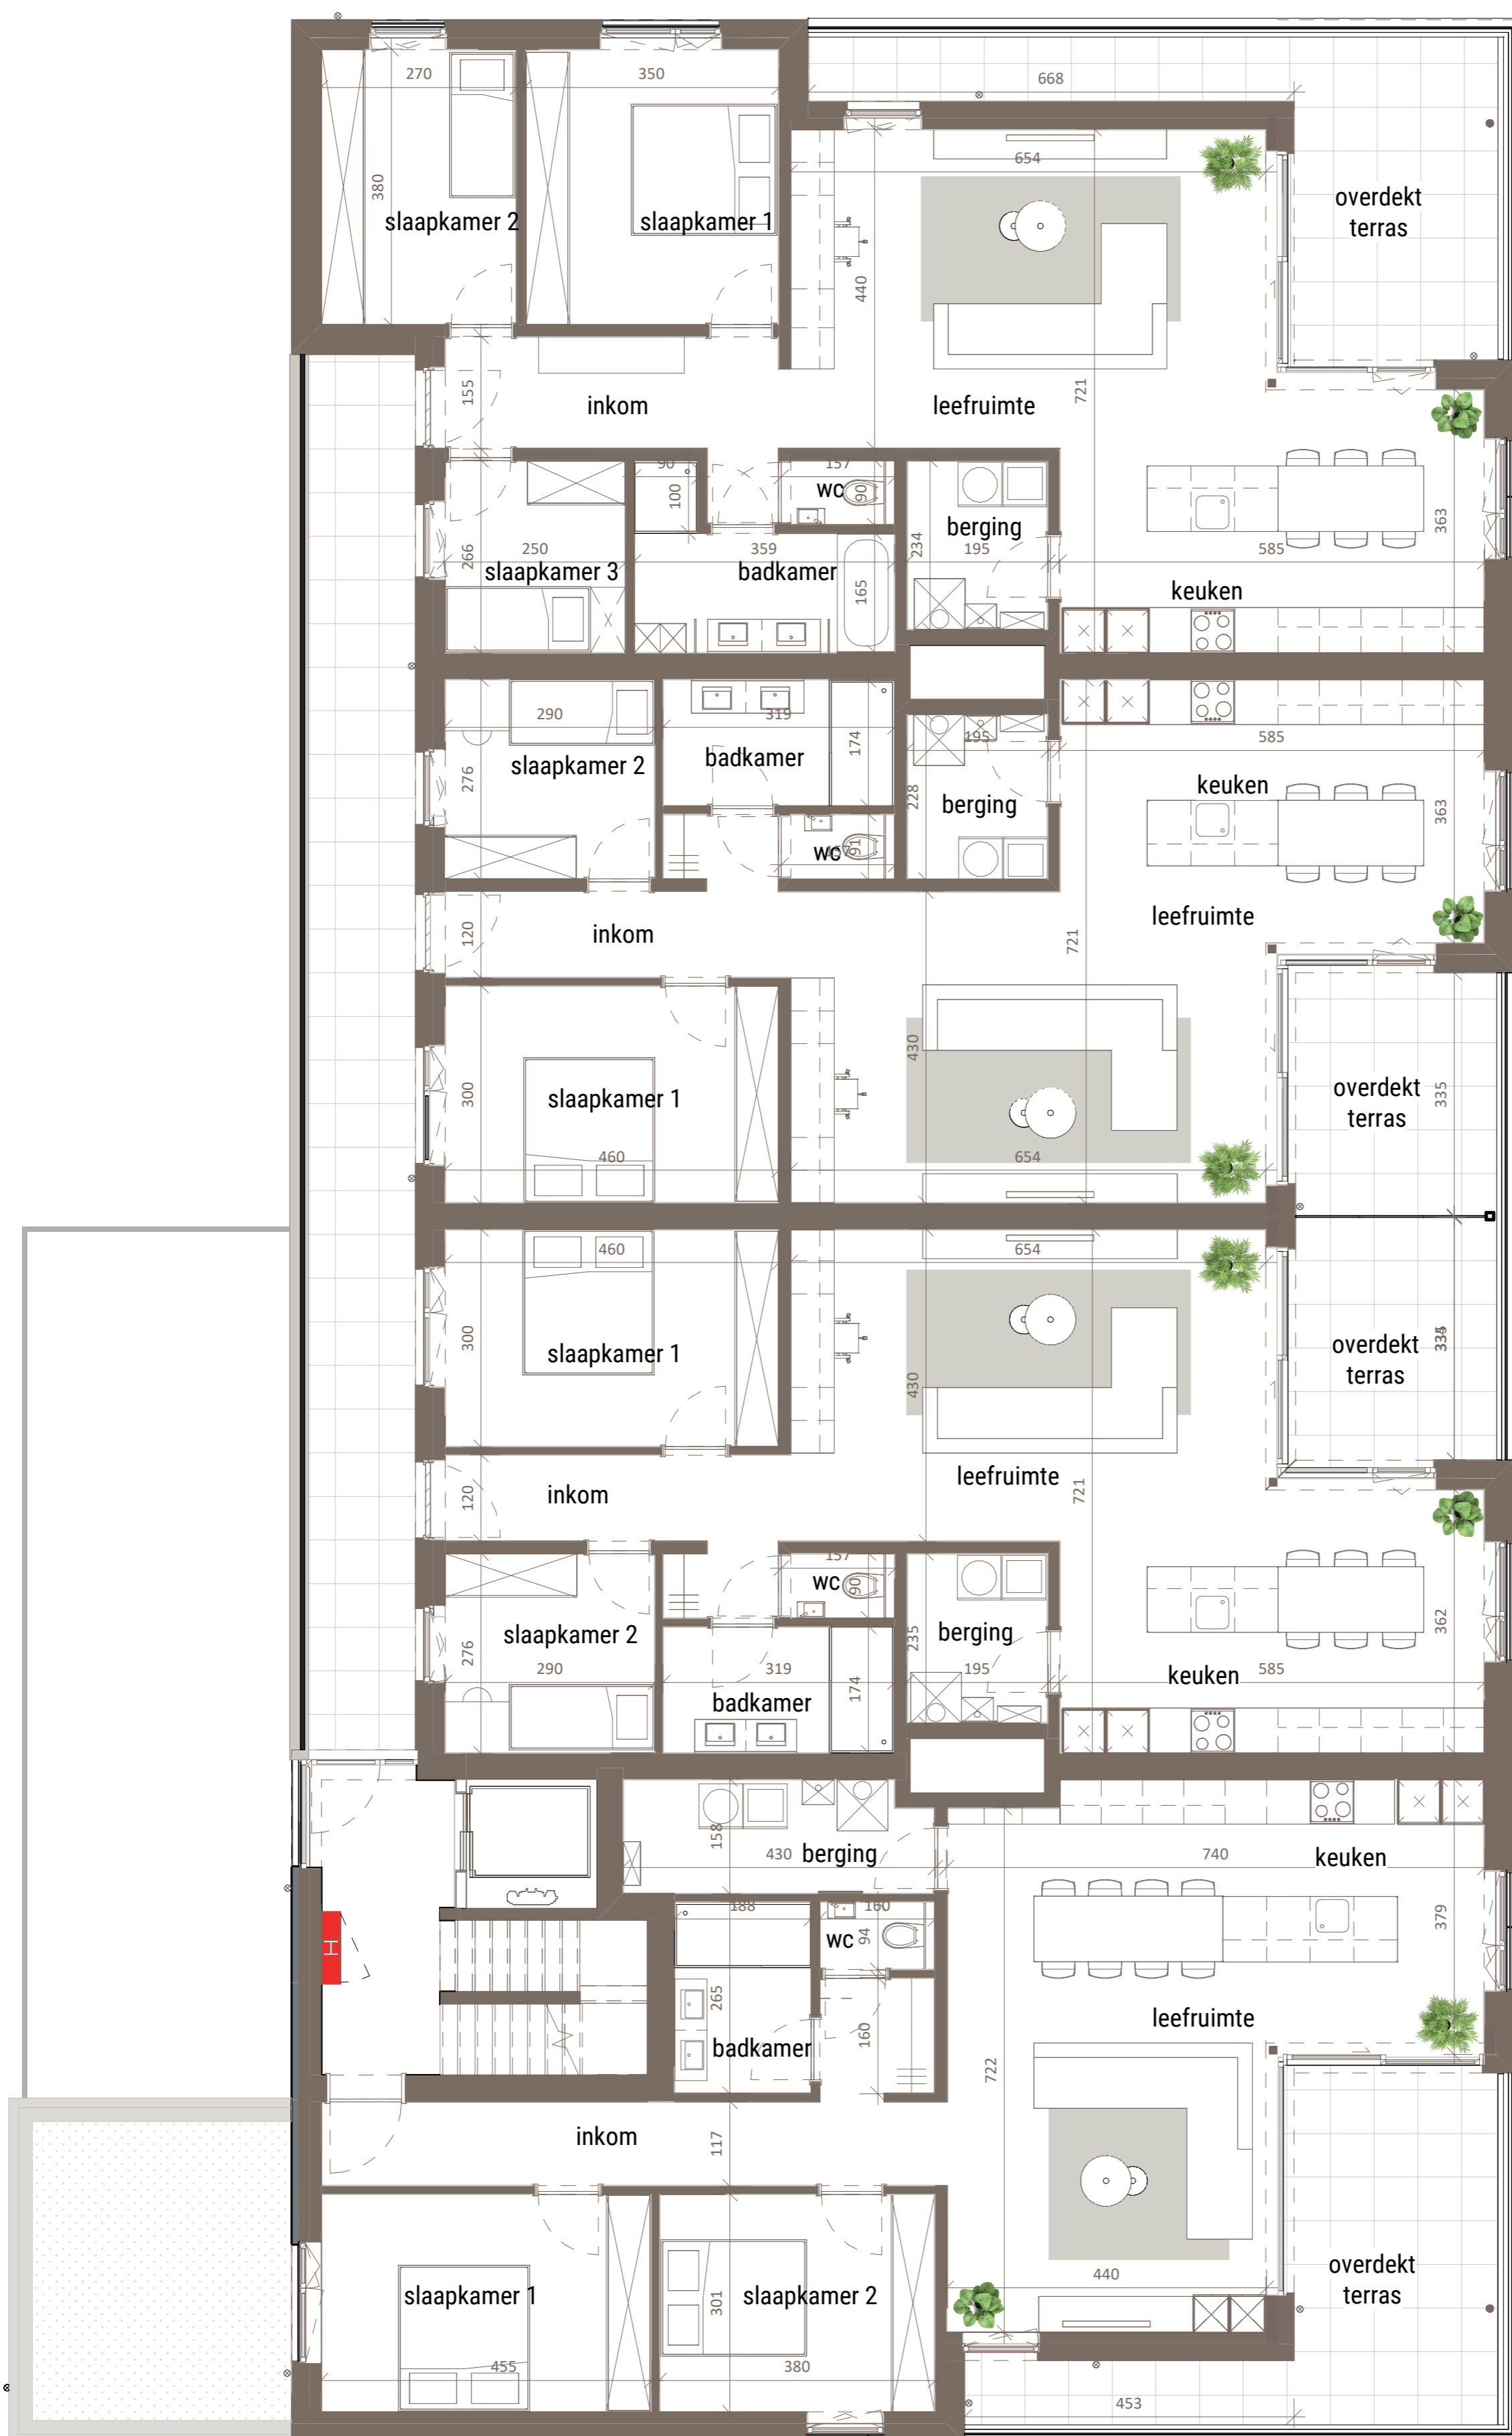 270
350
668
654
380
slaapkamer 2
slaapkamer 1
overdekt
terras
440
155
inkom
leefruimte
721
90
100
157
WC
90
berging
234
195
363
266
250
slaapkamer 3
359
badkamer
165
585
keuken
290
319
174
195
585
276
slaapkamer 2
badkamer
keuken
228
berging
363
157
WC
91
120
inkom
leefruimte
721
430
300
slaapkamer 1
overdekt
terras
335
460
654
460
654
300
slaapkamer 1
430
overdekt
terras
335
120
inkom
leefruimte
721
157
WC
90
276
slaapkamer 2
290
319
badkamer
174
235
berging
195
362
585
keuken
158
430
berging
740
keuken
188
160
WC
94
379
H
265
badkamer
160
leefruimte
722
inkom
117
slaapkamer 1
301
slaapkamer 2
440
overdekt
terras
455
380
453